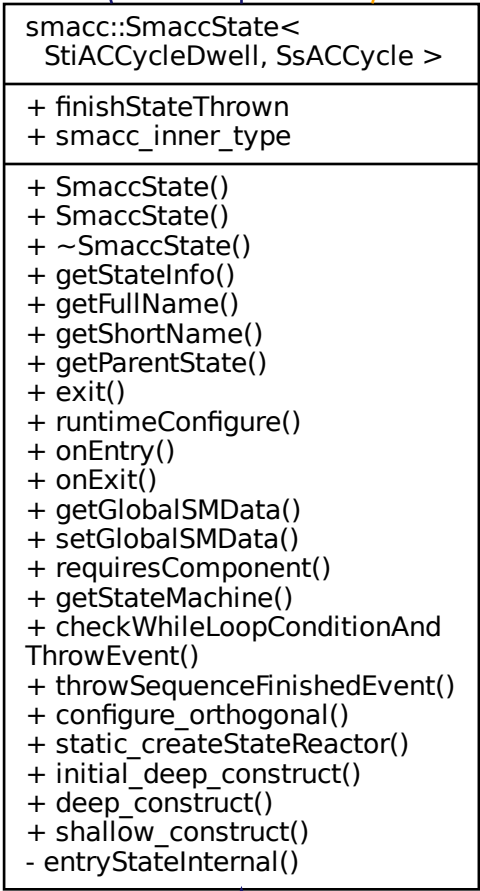 smacc::SmaccState<
StiACCycleDwell, SsACCycle >
+ finishStateThrown
+ smacc_inner_type
+ SmaccState()
+ SmaccState()
+ ~SmaccState()
+ getStateInfo()
+ getFullName()
+ getShortName()
+ getParentState()
+ exit()
+ runtimeConfigure()
+ onEntry()
+ onExit()
+ getGlobalSMData()
+ setGlobalSMData()
+ requiresComponent()
+ getStateMachine()
+ checkWhileLoopConditionAnd
ThrowEvent()
+ throwSequenceFinishedEvent()
+ configure_orthogonal()
+ static_createStateReactor()
+ initial_deep_construct()
+ deep_construct()
+ shallow_construct()
- entryStateInternal()